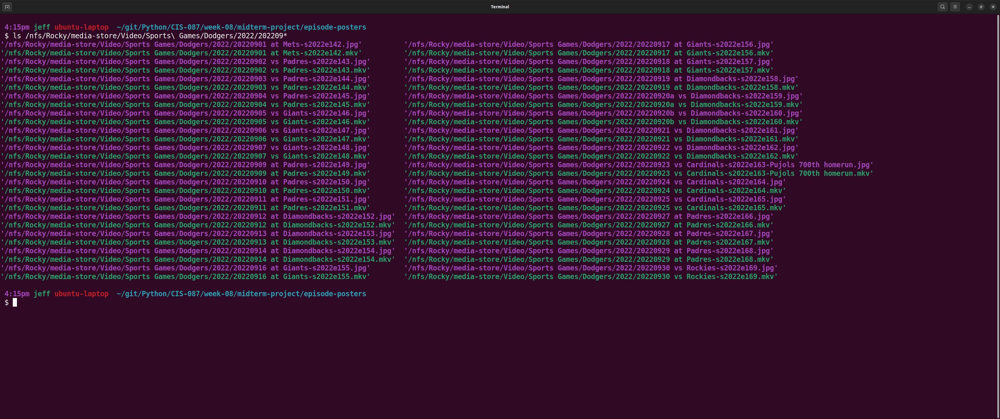 Terminal
4:15pm jeff ubuntu-laptop  ~/git/Python/CIS-087/week-08/midterm-project/episode-posters
$ ls /nfs/Rocky/media-store/Video/Sports\ Games/Dodgers/2022/202209*
'/nfs/Rocky/media-store/Video/Sports Games/Dodgers/2022/20220901 at Mets-s2022e142.jpg'  '/nfs/Rocky/media-store/Video/Sports Games/Dodgers/2022/20220917 at Giants-s2022e156.jpg'
'/nfs/Rocky/media-store/Video/Sports Games/Dodgers/2022/20220901 at Mets-s2022e142.mkv'  '/nfs/Rocky/media-store/Video/Sports Games/Dodgers/2022/20220917 at Giants-s2022e156.mkv'
'/nfs/Rocky/media-store/Video/Sports Games/Dodgers/2022/20220902 vs Padres-s2022e143.jpg'  '/nfs/Rocky/media-store/Video/Sports Games/Dodgers/2022/20220918 at Giants-s2022e157.jpg'
'/nfs/Rocky/media-store/Video/Sports Games/Dodgers/2022/20220902 vs Padres-s2022e143.mkv'  '/nfs/Rocky/media-store/Video/Sports Games/Dodgers/2022/20220918 at Giants-s2022e157.mkv'
'/nfs/Rocky/media-store/Video/Sports Games/Dodgers/2022/20220903 vs Padres-s2022e144.jpg'  '/nfs/Rocky/media-store/Video/Sports Games/Dodgers/2022/20220919 at Diamondbacks-s2022e158.jpg'
'/nfs/Rocky/media-store/Video/Sports Games/Dodgers/2022/20220903 vs Padres-s2022e144.mkv'  '/nfs/Rocky/media-store/Video/Sports Games/Dodgers/2022/20220919 at Diamondbacks-s2022e158.mkv'
'/nfs/Rocky/media-store/Video/Sports Games/Dodgers/2022/20220904 vs Padres-s2022e145.jpg'  '/nfs/Rocky/media-store/Video/Sports Games/Dodgers/2022/20220920a vs Diamondbacks-s2022e159.jpg'
'/nfs/Rocky/media-store/Video/Sports Games/Dodgers/2022/20220904 vs Padres-s2022e145.mkv'  '/nfs/Rocky/media-store/Video/Sports Games/Dodgers/2022/20220920a vs Diamondbacks-s2022e159.mkv'
'/nfs/Rocky/media-store/Video/Sports Games/Dodgers/2022/20220905 vs Giants-s2022e146.jpg'  '/nfs/Rocky/media-store/Video/Sports Games/Dodgers/2022/20220920b vs Diamondbacks-s2022e160.jpg'
'/nfs/Rocky/media-store/Video/Sports Games/Dodgers/2022/20220905 vs Giants-s2022e146.mkv'  '/nfs/Rocky/media-store/Video/Sports Games/Dodgers/2022/20220920b vs Diamondbacks-s2022e160.mkv'
'/nfs/Rocky/media-store/Video/Sports Games/Dodgers/2022/20220906 vs Giants-s2022e147.jpg'  '/nfs/Rocky/media-store/Video/Sports Games/Dodgers/2022/20220921 vs Diamondbacks-s2022e161.jpg'
'/nfs/Rocky/media-store/Video/Sports Games/Dodgers/2022/20220906 vs Giants-s2022e147.mkv'  '/nfs/Rocky/media-store/Video/Sports Games/Dodgers/2022/20220921 vs Diamondbacks-s2022e161.mkv'
'/nfs/Rocky/media-store/Video/Sports Games/Dodgers/2022/20220907 vs Giants-s2022e148.jpg'  '/nfs/Rocky/media-store/Video/Sports Games/Dodgers/2022/20220922 vs Diamondbacks-s2022e162.jpg'
'/nfs/Rocky/media-store/Video/Sports Games/Dodgers/2022/20220907 vs Giants-s2022e148.mkv'  '/nfs/Rocky/media-store/Video/Sports Games/Dodgers/2022/20220922 vs Diamondbacks-s2022e162.mkv'
'/nfs/Rocky/media-store/Video/Sports Games/Dodgers/2022/20220909 at Padres-s2022e149.jpg'  '/nfs/Rocky/media-store/Video/Sports Games/Dodgers/2022/20220923 vs Cardinals-s2022e163-Pujols 700th homerun.jpg'
'/nfs/Rocky/media-store/Video/Sports Games/Dodgers/2022/20220909 at Padres-s2022e149.mkv'  '/nfs/Rocky/media-store/Video/Sports Games/Dodgers/2022/20220923 vs Cardinals-s2022e163-Pujols 700th homerun.mkv'
'/nfs/Rocky/media-store/Video/Sports Games/Dodgers/2022/20220910 at Padres-s2022e150.jpg'  '/nfs/Rocky/media-store/Video/Sports Games/Dodgers/2022/20220924 vs Cardinals-s2022e164.jpg'
'/nfs/Rocky/media-store/Video/Sports Games/Dodgers/2022/20220910 at Padres-s2022e150.mkv'  '/nfs/Rocky/media-store/Video/Sports Games/Dodgers/2022/20220924 vs Cardinals-s2022e164.mkv'
'/nfs/Rocky/media-store/Video/Sports Games/Dodgers/2022/20220911 at Padres-s2022e151.jpg'  '/nfs/Rocky/media-store/Video/Sports Games/Dodgers/2022/20220925 vs Cardinals-s2022e165.jpg'
'/nfs/Rocky/media-store/Video/Sports Games/Dodgers/2022/20220911 at Padres-s2022e151.mkv'  '/nfs/Rocky/media-store/Video/Sports Games/Dodgers/2022/20220925 vs Cardinals-s2022e165.mkv'
'/nfs/Rocky/media-store/Video/Sports Games/Dodgers/2022/20220912 at Diamondbacks-s2022e152.jpg'  '/nfs/Rocky/media-store/Video/Sports Games/Dodgers/2022/20220927 at Padres-s2022e166.jpg'
'/nfs/Rocky/media-store/Video/Sports Games/Dodgers/2022/20220912 at Diamondbacks-s2022e152.mkv'  '/nfs/Rocky/media-store/Video/Sports Games/Dodgers/2022/20220927 at Padres-s2022e166.mkv'
'/nfs/Rocky/media-store/Video/Sports Games/Dodgers/2022/20220913 at Diamondbacks-s2022e153.jpg'  '/nfs/Rocky/media-store/Video/Sports Games/Dodgers/2022/20220928 at Padres-s2022e167.jpg'
'/nfs/Rocky/media-store/Video/Sports Games/Dodgers/2022/20220913 at Diamondbacks-s2022e153.mkv'  '/nfs/Rocky/media-store/Video/Sports Games/Dodgers/2022/20220928 at Padres-s2022e167.mkv'
'/nfs/Rocky/media-store/Video/Sports Games/Dodgers/2022/20220914 at Diamondbacks-s2022e154.jpg'  '/nfs/Rocky/media-store/Video/Sports Games/Dodgers/2022/20220929 at Padres-s2022e168.jpg'
'/nfs/Rocky/media-store/Video/Sports Games/Dodgers/2022/20220914 at Diamondbacks-s2022e154.mkv'  '/nfs/Rocky/media-store/Video/Sports Games/Dodgers/2022/20220929 at Padres-s2022e168.mkv'
'/nfs/Rocky/media-store/Video/Sports Games/Dodgers/2022/20220916 at Giants-s2022e155.jpg'  '/nfs/Rocky/media-store/Video/Sports Games/Dodgers/2022/20220930 vs Rockies-s2022e169.jpg'
'/nfs/Rocky/media-store/Video/Sports Games/Dodgers/2022/20220916 at Giants-s2022e155.mkv'  '/nfs/Rocky/media-store/Video/Sports Games/Dodgers/2022/20220930 vs Rockies-s2022e169.mkv'
4:15pm jeff ubuntu-laptop  ~/git/Python/CIS-087/week-08/midterm-project/episode-posters
$